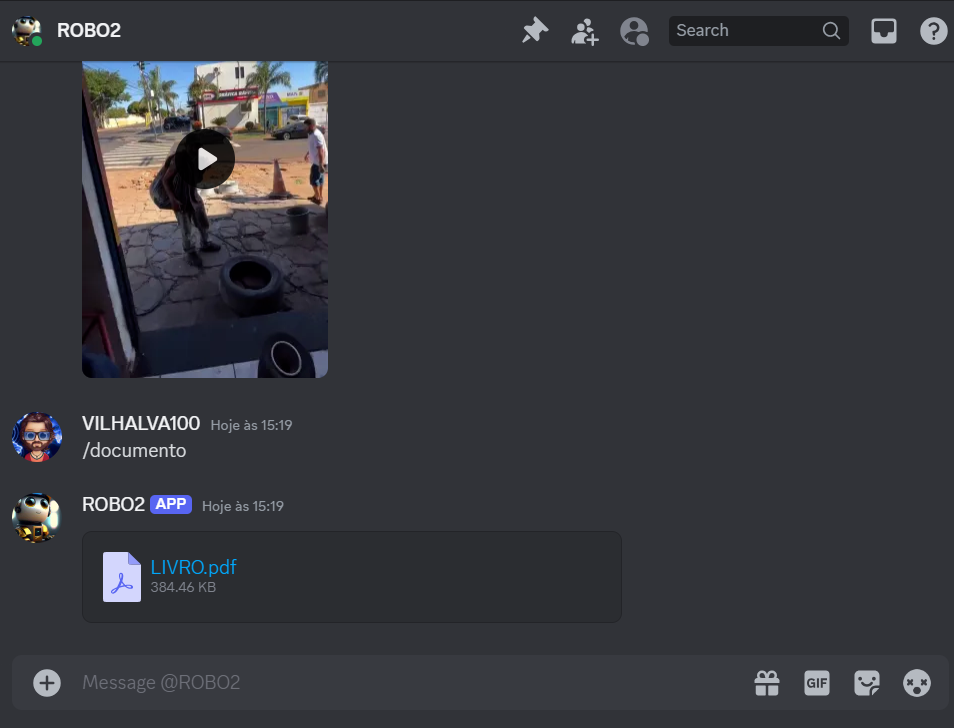 ROBO2
Search
VILHALVA100 Hoje às 15:19
/documento
ROBO2 APP Hoje às 15:19
LIVRO.pdf
384.46 KB
Message @ROBO2
GIF